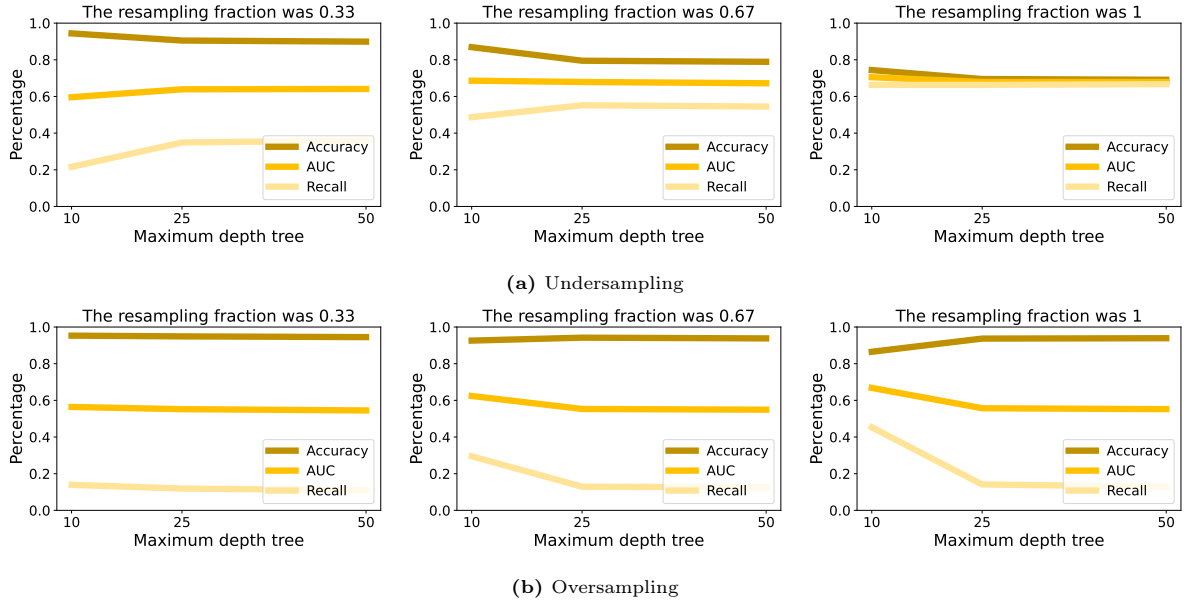 The resampling fraction was 0.33
1.0
0.8
0.6
0.4
0.2
0.0
Percentage
Accuracy
AUC
Recall
10 25 50
Maximum depth tree
The resampling fraction was 0.67
1.0
0.8
0.6
0.4
0.2
0.0
Percentage
Accuracy
AUC
Recall
10 25 50
Maximum depth tree
The resampling fraction was 1
1.0
0.8
0.6
0.4
0.2
0.0
Percentage
Accuracy
AUC
Recall
10 25 50
Maximum depth tree
(a) Undersampling
The resampling fraction was 0.33
1.0
0.8
0.6
0.4
0.2
0.0
Percentage
Accuracy
AUC
Recall
10 25 50
Maximum depth tree
The resampling fraction was 0.67
1.0
0.8
0.6
0.4
0.2
0.0
Percentage
Accuracy
AUC
Recall
10 25 50
Maximum depth tree
The resampling fraction was 1
1.0
0.8
0.6
0.4
0.2
0.0
Percentage
Accuracy
AUC
Recall
10 25 50
Maximum depth tree
(b) Oversampling